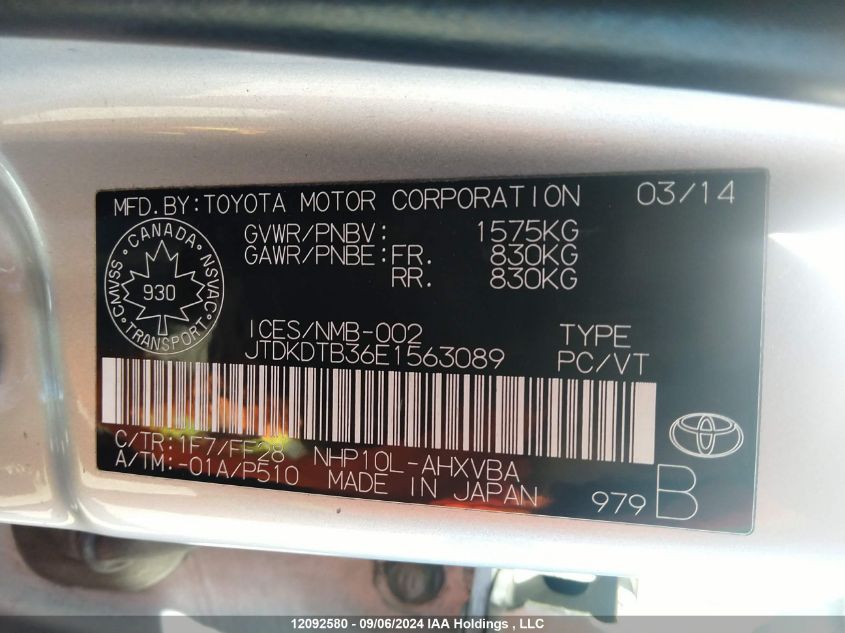 MFD.BY:TOYOTA MOTOR CORPORATION 03/14
GVWR/PNBV: 1575KG
GAWR/PNBE:FR. 830KG
RR. 830KG
CANADA
CMVSS
NSVAC
930
TRANSPORT
ICES/NMB-002 TYPE
JTDKDTB36E1563089 PC/VT
C/TR:1F7/FE28 NHP10L-AHXVBA
A/TM:-01A/P510 MADE IN JAPAN 979 B
12092580 - 09/06/2024 IAA Holdings , LLC